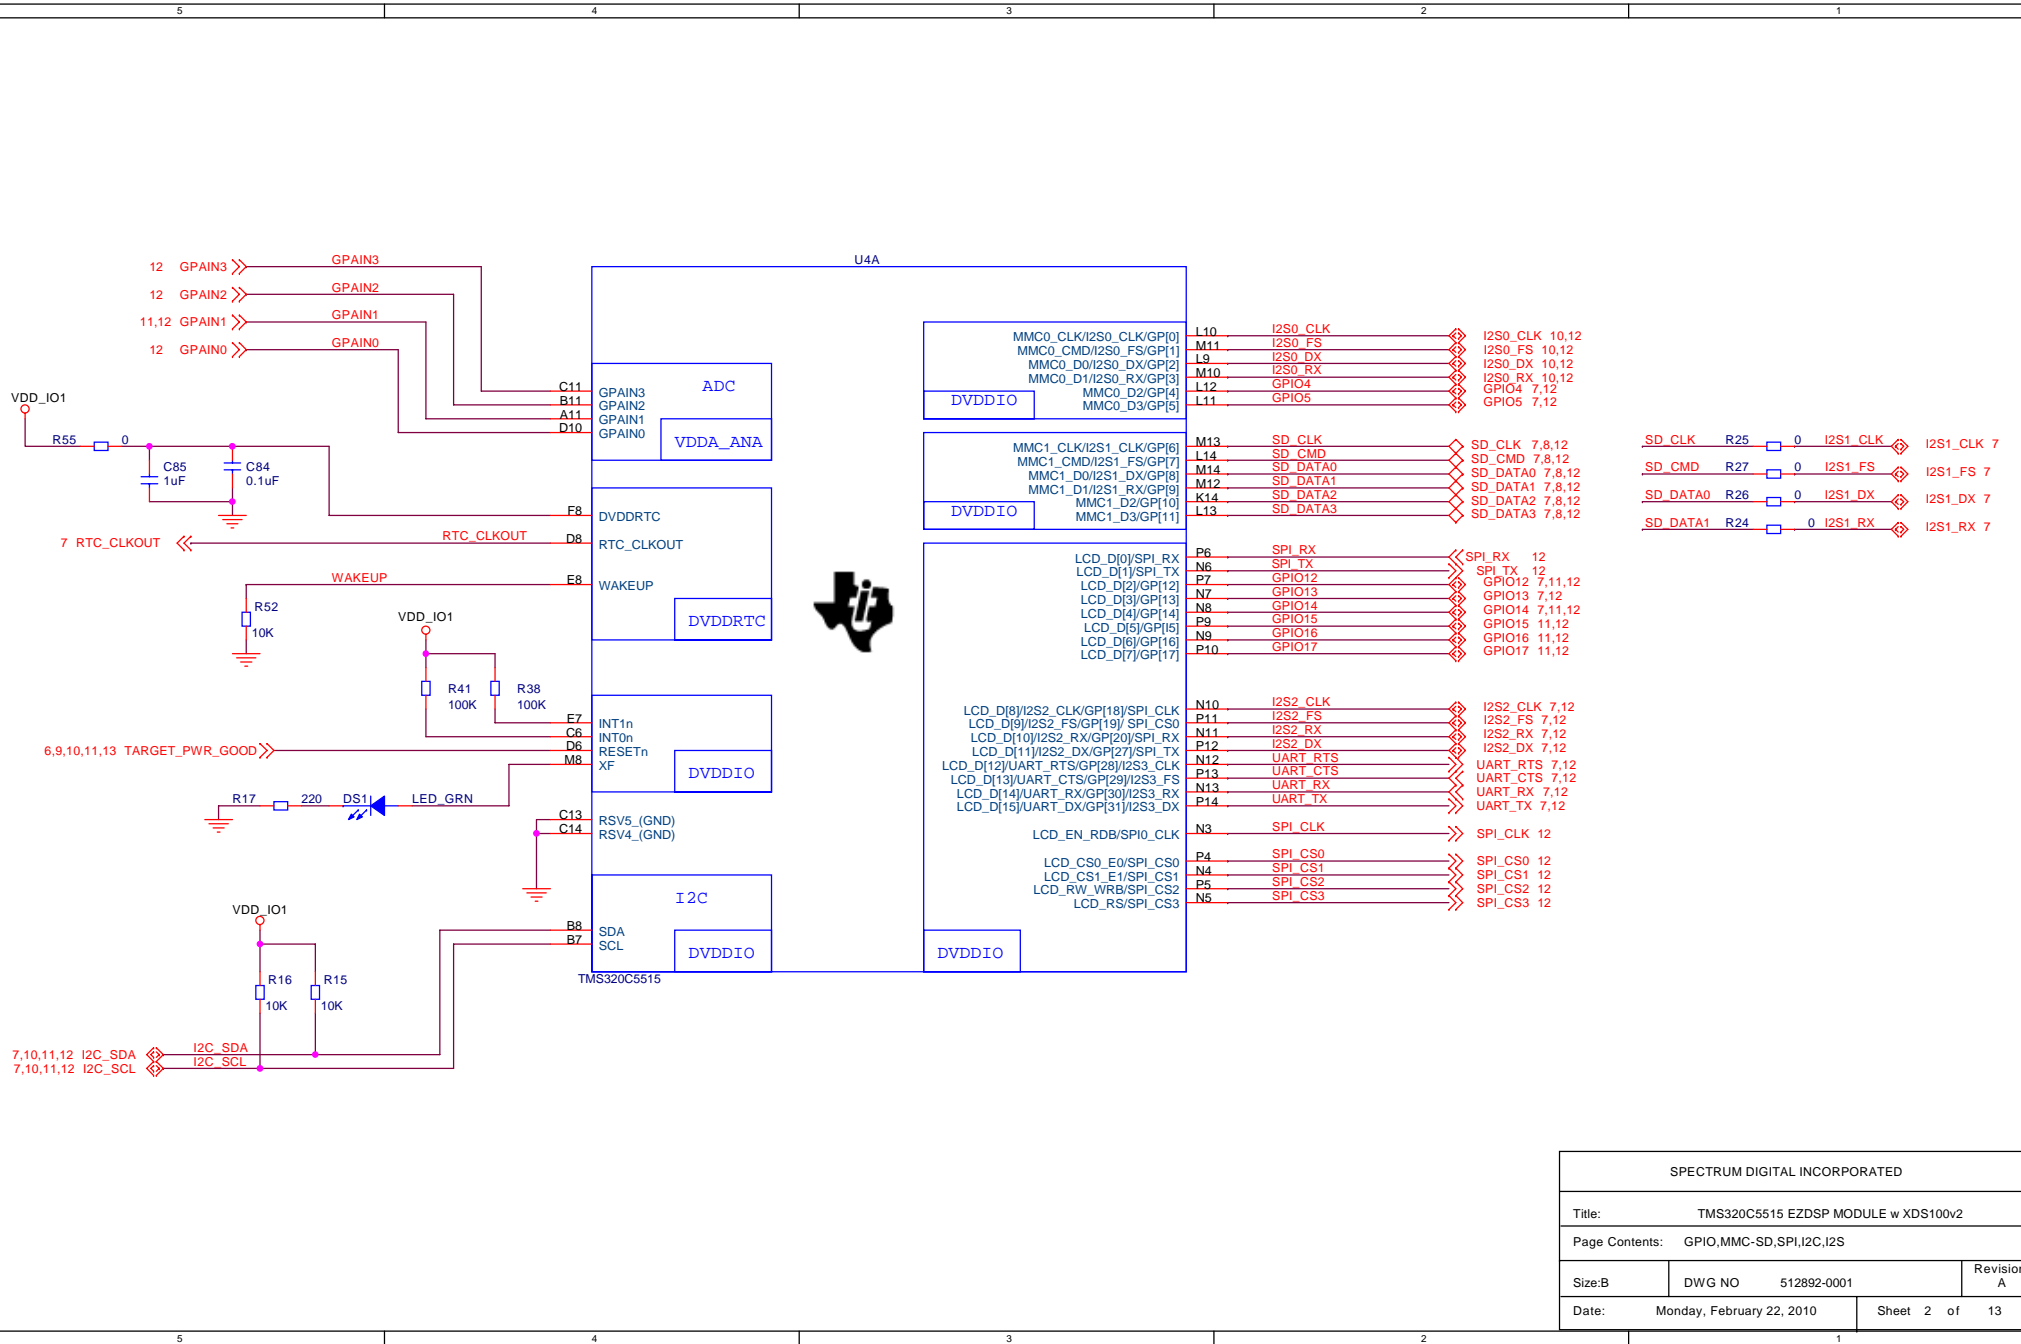 5 4 3 2 1
12 GPAIN3 GPAIN3
12 GPAIN2 GPAIN2
11,12 GPAIN1 GPAIN1
12 GPAIN0 GPAIN0
C11 GPAIN3
B11 GPAIN2
A11 GPAIN1
D10 GPAIN0
ADC
VDDA_ANA
VDD_IO1
R55 0
C85
1uF
C84
0.1uF
F8 DVDDRTC
7 RTC_CLKOUT RTC_CLKOUT D8 RTC_CLKOUT
WAKEUP E8 WAKEUP
DVDDRTC
R52
10K
VDD_IO1
R41
100K
R38
100K
E7 INT1n
C6 INT0n
6,9,10,11,13 TARGET_PWR_GOOD D6 RESETn
M8 XF
DVDDIO
R17 220 DS1 LED_GRN
C13 RSV5_(GND)
C14 RSV4_(GND)
I2C
B8 SDA
B7 SCL
DVDDIO
TMS320C5515
VDD_IO1
R16
10K
R15
10K
7,10,11,12 I2C_SDA I2C_SDA
7,10,11,12 I2C_SCL I2C_SCL
U4A
MMC0_CLK/I2S0_CLK/GP[0] L10 I2S0_CLK I2S0_CLK 10,12
MMC0_CMD/I2S0_FS/GP[1] M11 I2S0_FS I2S0_FS 10,12
MMC0_D0/I2S0_DX/GP[2] L9 I2S0_DX I2S0_DX 10,12
MMC0_D1/I2S0_RX/GP[3] M10 I2S0_RX I2S0_RX 10,12
MMC0_D2/GP[4] L12 GPIO4 GPIO4 7,12
MMC0_D3/GP[5] L11 GPIO5 GPIO5 7,12
DVDDIO
MMC1_CLK/I2S1_CLK/GP[6] M13 SD_CLK SD_CLK 7,8,12
MMC1_CMD/I2S1_FS/GP[7] L14 SD_CMD SD_CMD 7,8,12
MMC1_D0/I2S1_DX/GP[8] M14 SD_DATA0 SD_DATA0 7,8,12
MMC1_D1/I2S1_RX/GP[9] M12 SD_DATA1 SD_DATA1 7,8,12
MMC1_D2/GP[10] K14 SD_DATA2 SD_DATA2 7,8,12
MMC1_D3/GP[11] L13 SD_DATA3 SD_DATA3 7,8,12
DVDDIO
SD_CLK R25 0 I2S1_CLK I2S1_CLK 7
SD_CMD R27 0 I2S1_FS I2S1_FS 7
SD_DATA0 R26 0 I2S1_DX I2S1_DX 7
SD_DATA1 R24 0 I2S1_RX I2S1_RX 7
LCD_D[0]/SPI_RX P6 SPI_RX SPI_RX 12
LCD_D[1]/SPI_TX N6 SPI_TX SPI_TX 12
LCD_D[2]/GP[12] P7 GPIO12 GPIO12 7,11,12
LCD_D[3]/GP[13] N7 GPIO13 GPIO13 7,12
LCD_D[4]/GP[14] N8 GPIO14 GPIO14 7,11,12
LCD_D[5]/GP[I5] P9 GPIO15 GPIO15 11,12
LCD_D[6]/GP[16] N9 GPIO16 GPIO16 11,12
LCD_D[7]/GP[17] P10 GPIO17 GPIO17 11,12
LCD_D[8]/I2S2_CLK/GP[18]/SPI_CLK N10 I2S2_CLK I2S2_CLK 7,12
LCD_D[9]/I2S2_FS/GP[19]/ SPI_CS0 P11 I2S2_FS I2S2_FS 7,12
LCD_D[10]/I2S2_RX/GP[20]/SPI_RX N11 I2S2_RX I2S2_RX 7,12
LCD_D[11]/I2S2_DX/GP[27]/SPI_TX P12 I2S2_DX I2S2_DX 7,12
LCD_D[12]/UART_RTS/GP[28]/I2S3_CLK N12 UART_RTS UART_RTS 7,12
LCD_D[13]/UART_CTS/GP[29]/I2S3_FS P13 UART_CTS UART_CTS 7,12
LCD_D[14]/UART_RX/GP[30]/I2S3_RX N13 UART_RX UART_RX 7,12
LCD_D[15]/UART_DX/GP[31]/I2S3_DX P14 UART_TX UART_TX 7,12
LCD_EN_RDB/SPI0_CLK N3 SPI_CLK SPI_CLK 12
LCD_CS0_E0/SPI_CS0 P4 SPI_CS0 SPI_CS0 12
LCD_CS1_E1/SPI_CS1 N4 SPI_CS1 SPI_CS1 12
LCD_RW_WRB/SPI_CS2 P5 SPI_CS2 SPI_CS2 12
LCD_RS/SPI_CS3 N5 SPI_CS3 SPI_CS3 12
DVDDIO
SPECTRUM DIGITAL INCORPORATED
Title: TMS320C5515 EZDSP MODULE w XDS100v2
Page Contents: GPIO,MMC-SD,SPI,I2C,I2S
Size:B DWG NO 512892-0001 Revision A
Date: Monday, February 22, 2010 Sheet 2 of 13
5 4 3 2 1